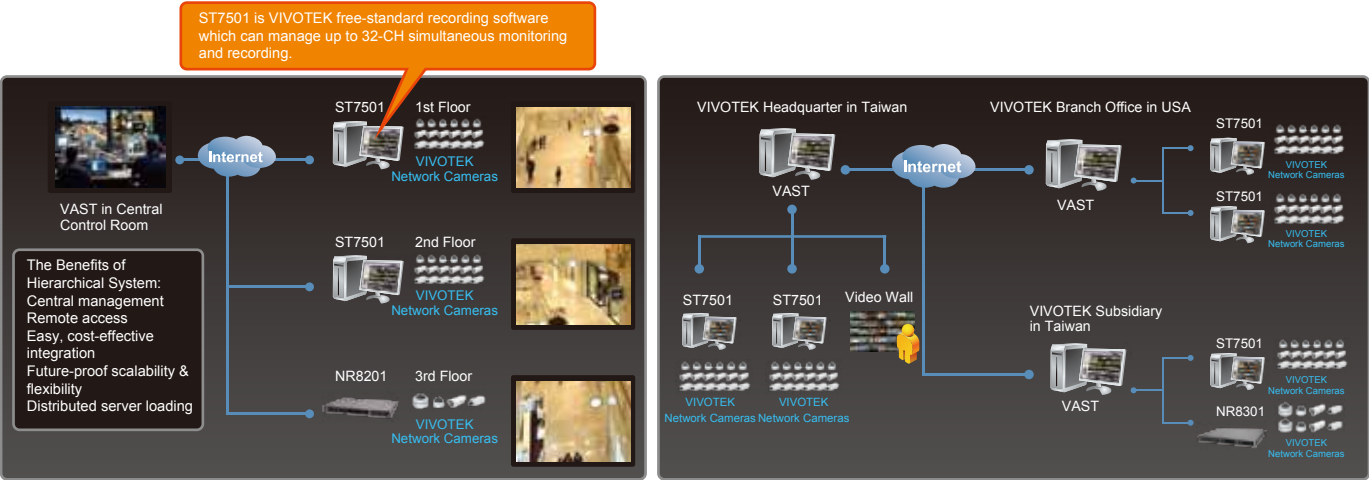 ST7501 is VIVOTEK free-standard recording software
which can manage up to 32-CH simultaneous monitoring
and recording.
VAST in Central
Control Room
Internet
ST7501
1st Floor
VIVOTEK
Network Cameras
ST7501
2nd Floor
VIVOTEK
Network Cameras
NR8201
3rd Floor
VIVOTEK
Network Cameras
The Benefits of
Hierarchical System:
Central management
Remote access
Easy, cost-effective
integration
Future-proof scalability &
flexibility
Distributed server loading
VIVOTEK Headquarter in Taiwan
VAST
Internet
ST7501
VIVOTEK
Network Cameras
ST7501
VIVOTEK
Network Cameras
Video Wall
VIVOTEK Branch Office in USA
VAST
ST7501
VIVOTEK
Network Cameras
ST7501
VIVOTEK
Network Cameras
VIVOTEK Subsidiary
in Taiwan
VAST
ST7501
VIVOTEK
Network Cameras
NR8301
VIVOTEK
Network Cameras